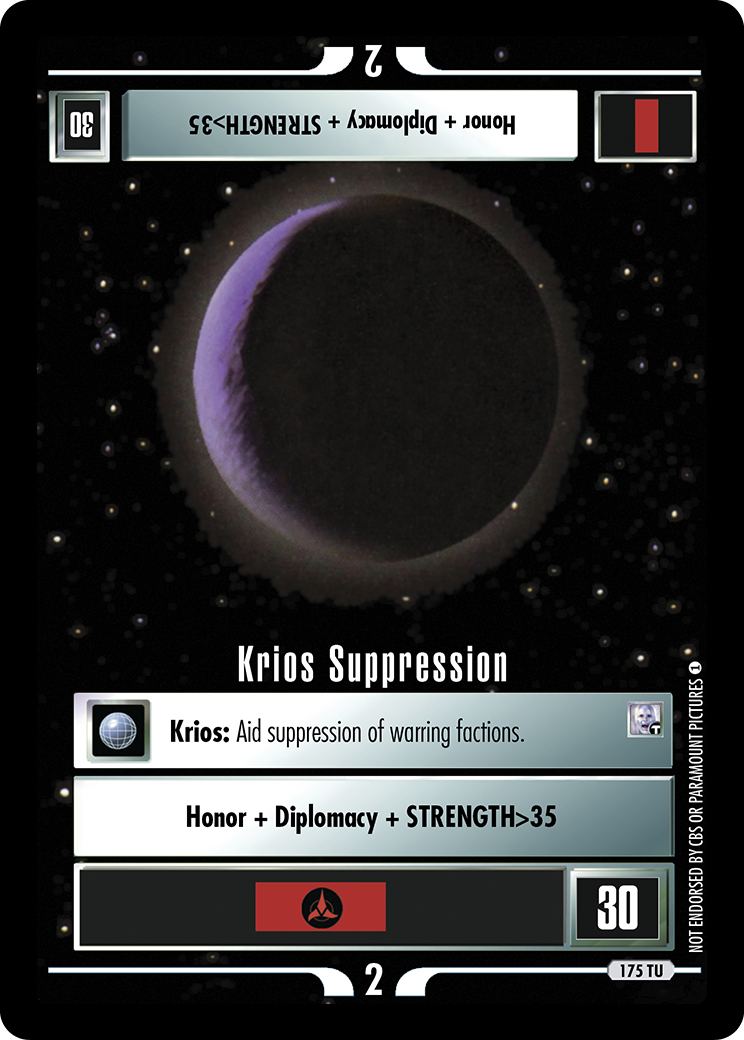 2
30
Honor + Diplomacy + STRENGTH>35
Krios Suppression
Krios: Aid suppression of warring factions.
T
Honor + Diplomacy + STRENGTH>35
30
NOT ENDORSED BY CBS OR PARAMOUNT PICTURES 1
175 TU
2